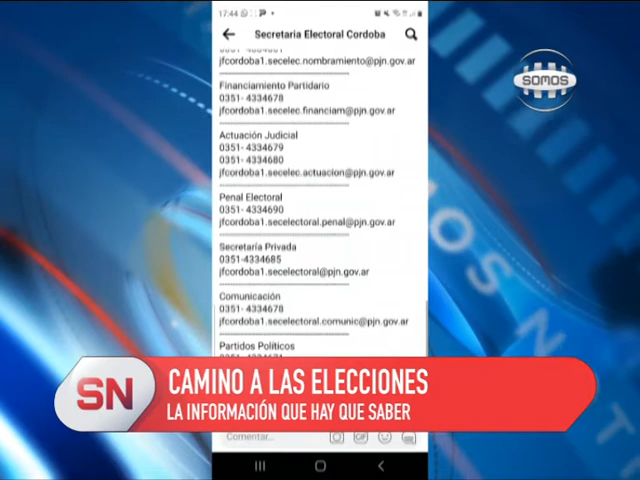 17:44
Secretaria Electoral Cordoba
jfcordoba1.secelec.nombramiento@pjn.gov.ar
Financiamiento Partidario
0351- 4334678
jfcordoba1.secelec.financiam@pjn.gov.ar
Actuación Judicial
0351- 4334679
0351- 4334680
jfcordoba1.secelec.actuacion@pjn.gov.ar
Penal Electoral
0351- 4334690
jfcordoba1.secelectoral.penal@pjn.gov.ar
Secretaría Privada
0351-4334685
jfcordoba1.secelectoral@pjn.gov.ar
Comunicación
0351- 4334678
jfcordoba1.secelectoral.comunic@pjn.gov.ar
Partidos Políticos
SOMOS
SN
CAMINO A LAS ELECCIONES
LA INFORMACIÓN QUE HAY QUE SABER
Comentar...
GIF